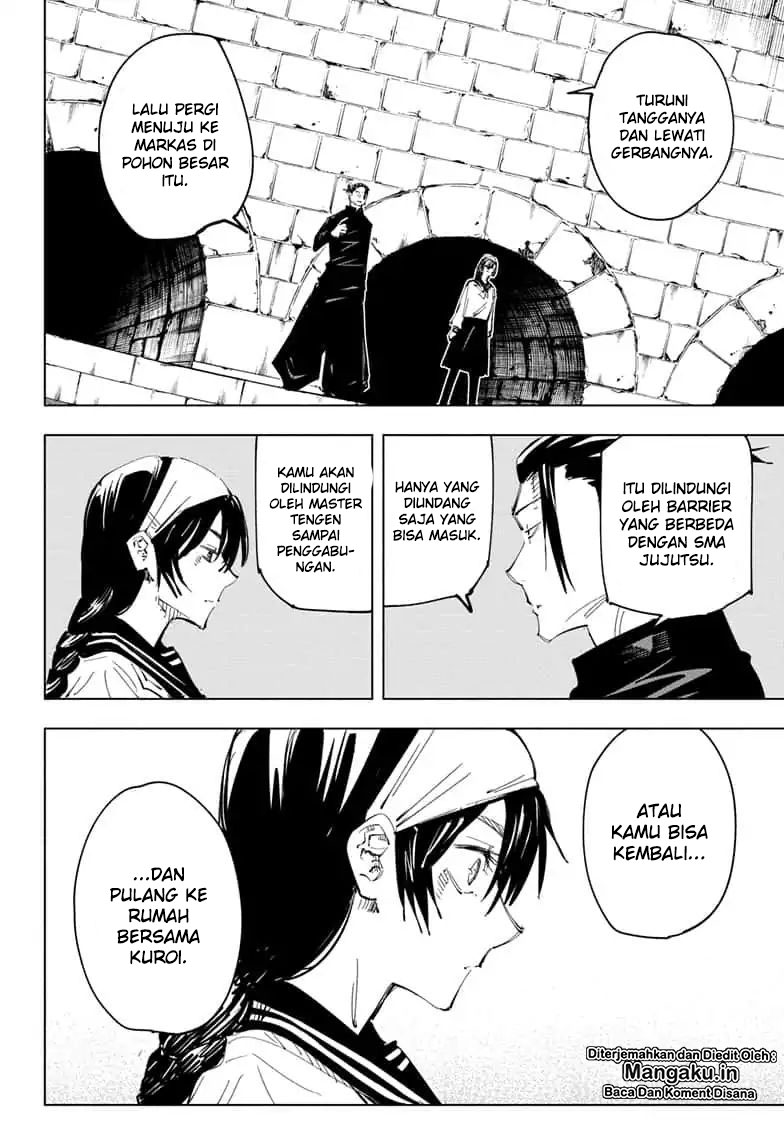 TURUNI
TANGGANYA
DAN LEWATI
GERBANGNYA.
LALU PERGI
MENUJU KE
MARKAS DI
POHON BESAR
ITU.
ITU DILINDUNGI
OLEH BARRIER
YANG BERBEDA
DENGAN SMA
JUJUTSU.
HANYA YANG
DIUNDANG
SAJA YANG
BISA MASUK.
KAMU AKAN
DILINDUNGI
OLEH MASTER
TENGEN
SAMPAI
PENGGABU-
NGAN.
ATAU
KAMU BISA
KEMBALI...
...DAN
PULANG KE
RUMAH
BERSAMA
KUROI.
Diterjemahkan dan Diedit Oleh :
Mangaku.in
Baca Dan Koment Disana